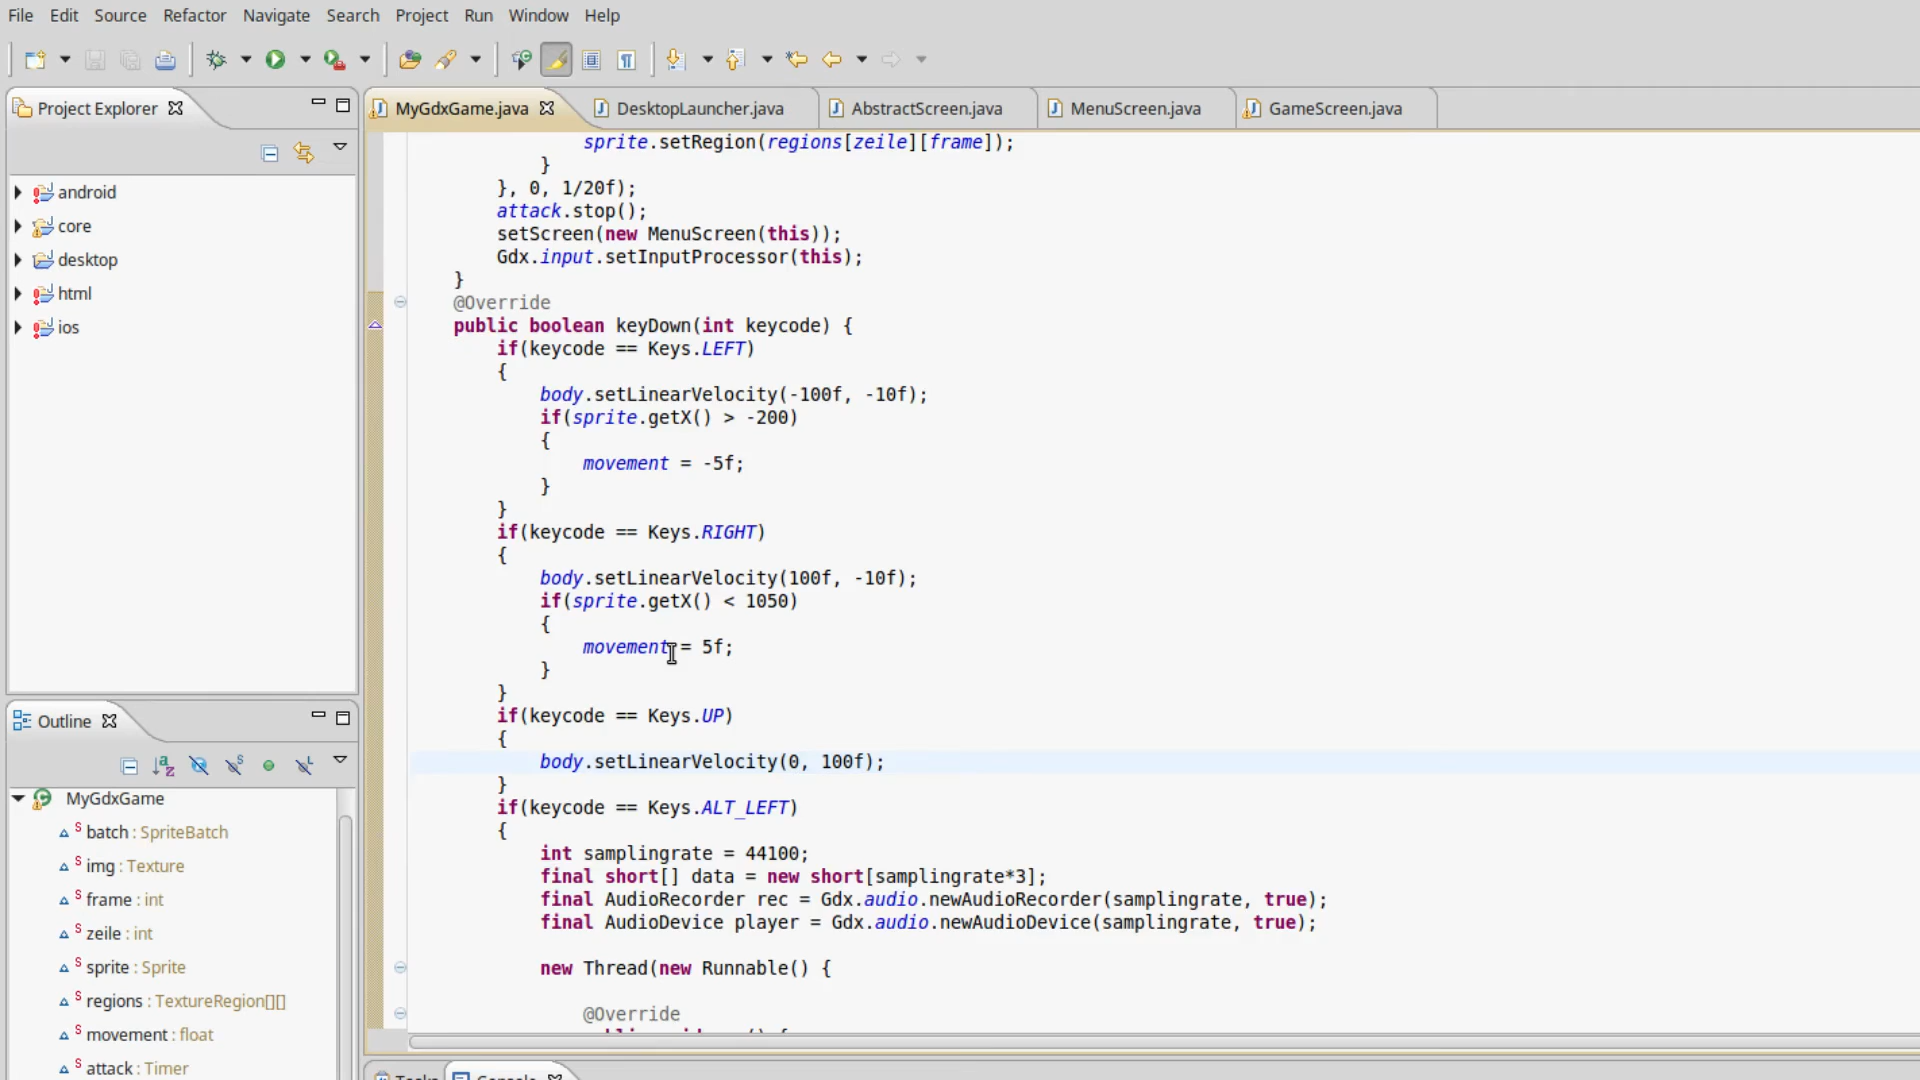 File Edit Source Refactor Navigate Search Project Run Window Help
Project Explorer
android
core
desktop
html
ios
Outline
MyGdxGame
batch : SpriteBatch
img : Texture
frame : int
zeile : int
sprite : Sprite
regions : TextureRegion[][]
movement : float
attack : Timer
MyGdxGame.java DesktopLauncher.java AbstractScreen.java MenuScreen.java GameScreen.java
sprite.setRegion(regions[zeile][frame]);
}
}, 0, 1/20f);
attack.stop();
setScreen(new MenuScreen(this));
Gdx.input.setInputProcessor(this);
}
@Override
public boolean keyDown(int keycode) {
if(keycode == Keys.LEFT)
{
body.setLinearVelocity(-100f, -10f);
if(sprite.getX() > -200)
{
movement = -5f;
}
}
if(keycode == Keys.RIGHT)
{
body.setLinearVelocity(100f, -10f);
if(sprite.getX() < 1050)
{
movement = 5f;
}
}
if(keycode == Keys.UP)
{
body.setLinearVelocity(0, 100f);
}
if(keycode == Keys.ALT_LEFT)
{
int samplingrate = 44100;
final short[] data = new short[samplingrate*3];
final AudioRecorder rec = Gdx.audio.newAudioRecorder(samplingrate, true);
final AudioDevice player = Gdx.audio.newAudioDevice(samplingrate, true);
new Thread(new Runnable() {
@Override
Tasks Console